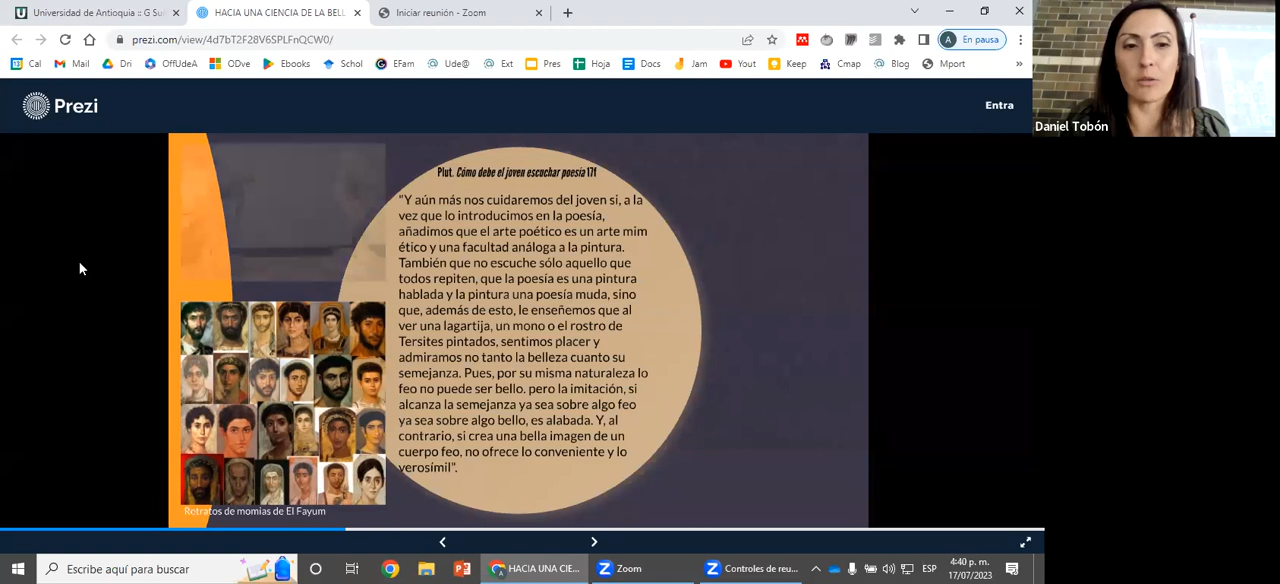 Universidad de Antioquia :: G Sui
HACIA UNA CIENCIA DE LA BELL
Iniciar reunión - Zoom
prezi.com/view/4d7bT2F28V6SPLFnQCW0/
A En pausa
Cal Mail Dri OffUdeA ODve Ebooks Schol EFam Ude@ Ext Pres Hoja Docs Jam Yout Keep Cmap Blog Mport »
Prezi
Entra
Daniel Tobón
Plut. Cómo debe el joven escuchar poesía 17f
“Y aún más nos cuidaremos del joven si, a la
vez que lo introducimos en la poesía,
añadimos que el arte poético es un arte mim
ético y una facultad análoga a la pintura.
También que no escuche sólo aquello que
todos repiten, que la poesía es una pintura
hablada y la pintura una poesía muda, sino
que, además de esto, le enseñemos que al
ver una lagartija, un mono o el rostro de
Tersites pintados, sentimos placer y
admiramos no tanto la belleza cuanto su
semejanza. Pues, por su misma naturaleza lo
feo no puede ser bello. pero la imitación, si
alcanza la semejanza ya sea sobre algo feo
ya sea sobre algo bello, es alabada. Y, al
contrario, si crea una bella imagen de un
cuerpo feo, no ofrece lo conveniente y lo
verosímil”.
Retratos de momias de El Fayum
Escribe aquí para buscar
HACIA UNA CIE...
Zoom
Controles de reu...
ESP
4:40 p. m.
17/07/2023